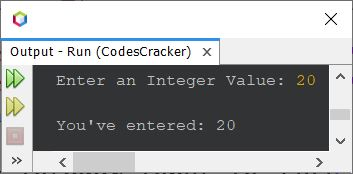 Output - Run (CodesCracker)
Enter an Integer Value: 20
You've entered: 20